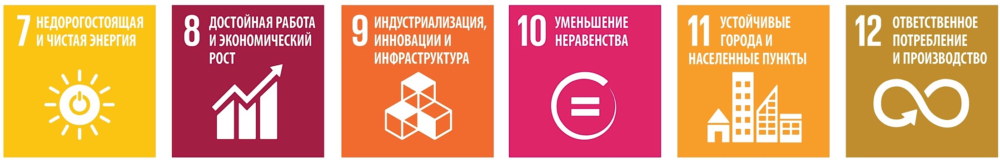 7 НЕДОРОГОСТОЯЩАЯ
И ЧИСТАЯ ЭНЕРГИЯ
8 ДОСТОЙНАЯ РАБОТА
И ЭКОНОМИЧЕСКИЙ
РОСТ
9 ИНДУСТРИАЛИЗАЦИЯ,
ИННОВАЦИИ И
ИНФРАСТРУКТУРА
10 УМЕНЬШЕНИЕ
НЕРАВЕНСТВА
11 УСТОЙЧИВЫЕ
ГОРОДА И
НАСЕЛЕННЫЕ ПУНКТЫ
12 ОТВЕТСТВЕННОЕ
ПОТРЕБЛЕНИЕ
И ПРОИЗВОДСТВО